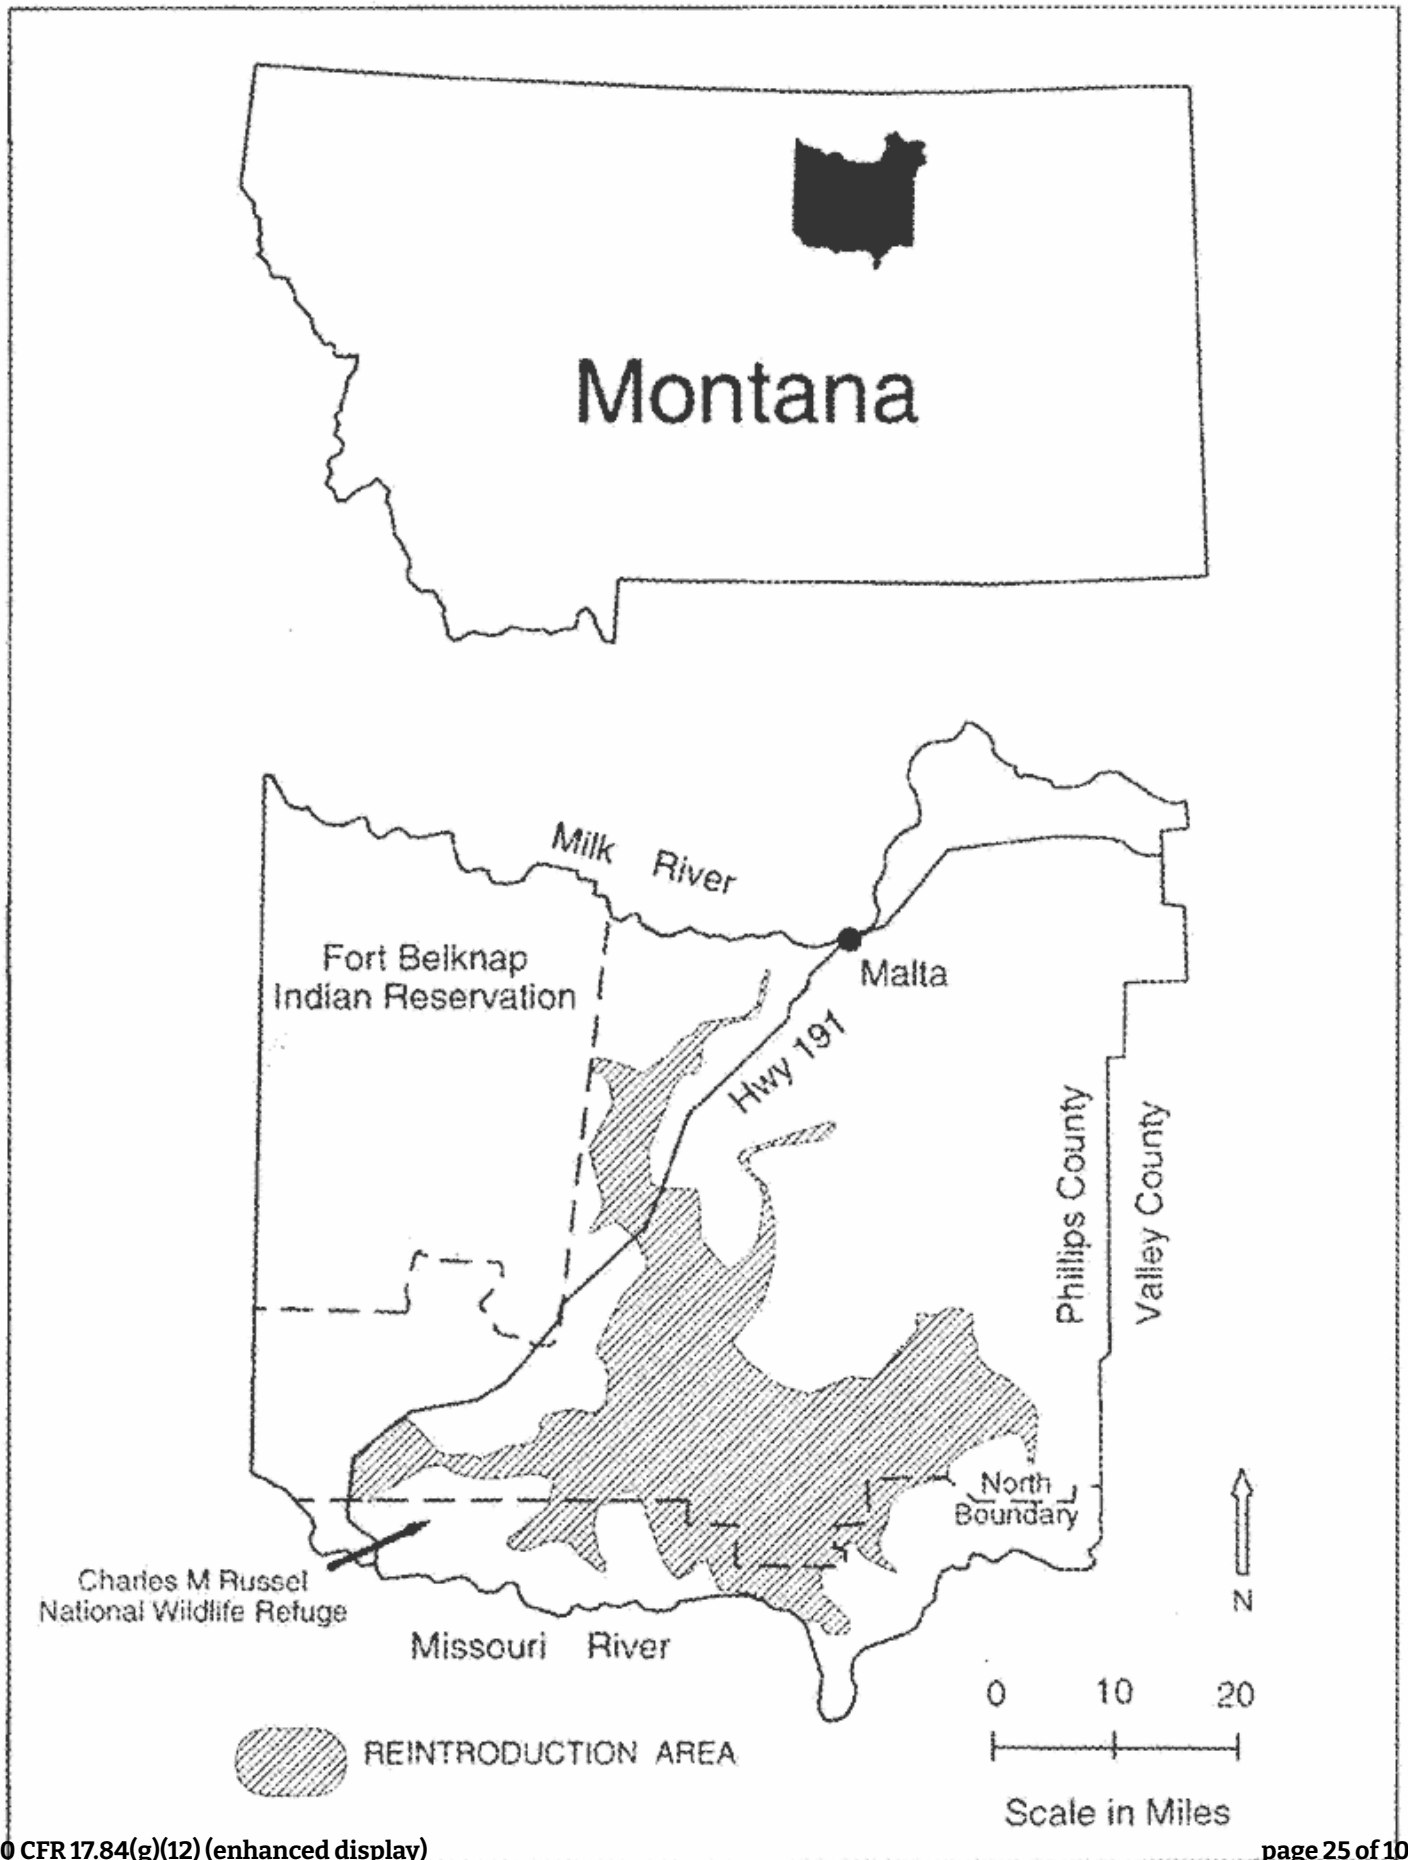 Montana
Milk River
Fort Belknap
Indian Reservation
Malta
Hwy 191
Phillips County
Valley County
North
Boundary
Charles M Russel
National Wildlife Refuge
N
Missouri River
0 10 20
REINTRODUCTION AREA
Scale in Miles
0 CFR 17.84(g)(12) (enhanced display)
page 25 of 10